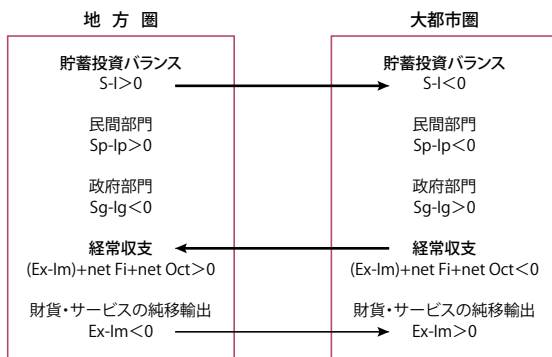 地 方 圏
貯蓄投資バランス
S-I＞0
民間部門
Sp-Ip＞0
政府部門
Sg-Ig＜0
経常収支
(Ex-Im)+net Fi+net Oct＞0
財貨・サービスの純移輸出
Ex-Im＜0
大都市圏
貯蓄投資バランス
S-I＜0
民間部門
Sp-Ip＜0
政府部門
Sg-Ig＞0
経常収支
(Ex-Im)+net Fi+net Oct＜0
財貨・サービスの純移輸出
Ex-Im＞0